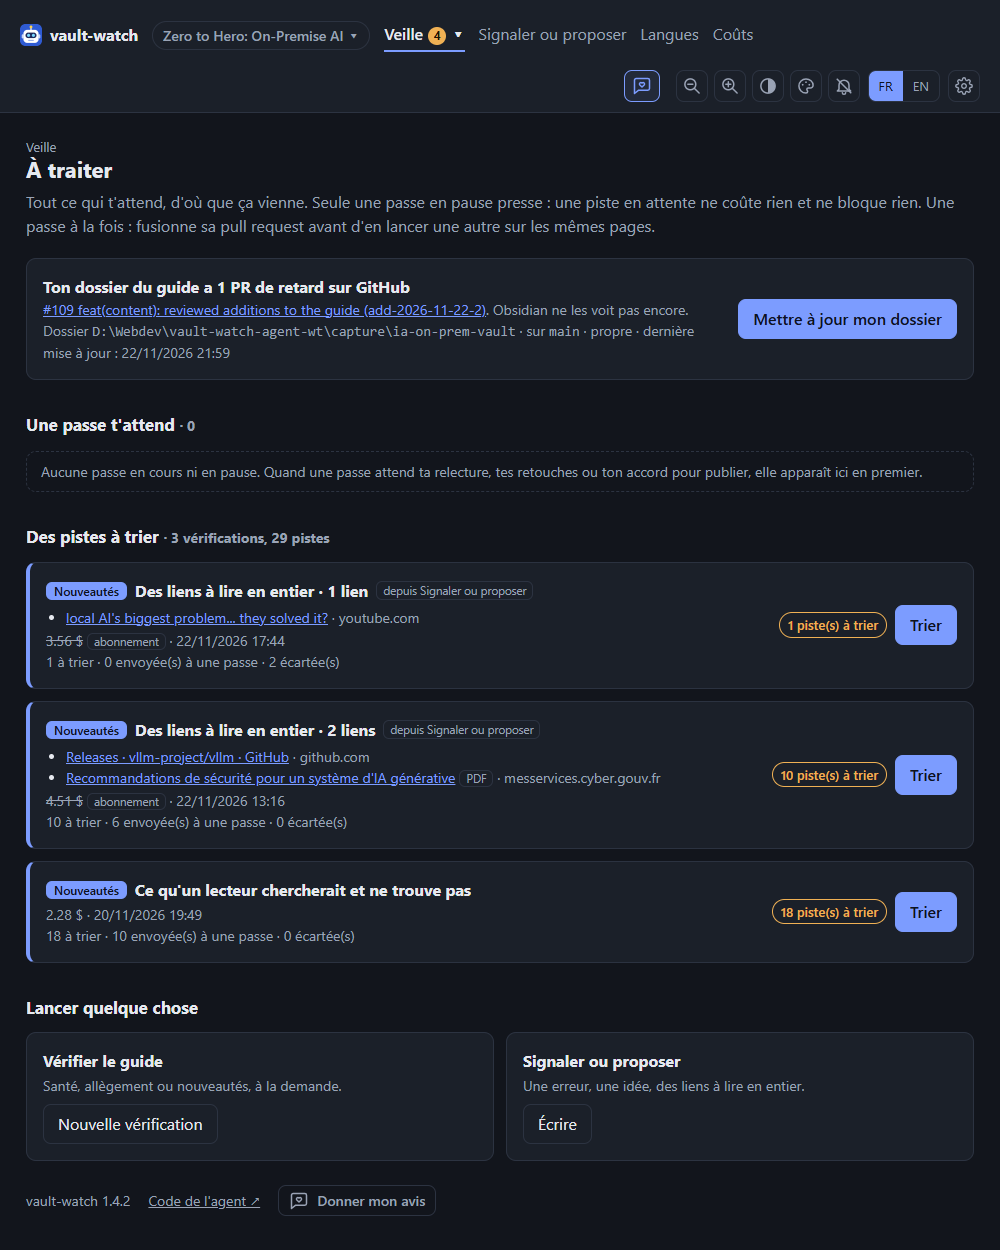 vault-watch
Zero to Hero: On-Premise AI ▾
Veille 4 ▾
Signaler ou proposer
Langues
Coûts
FR
EN
Veille
À traiter
Tout ce qui t'attend, d'où que ça vienne. Seule une passe en pause presse : une piste en attente ne coûte rien et ne bloque rien. Une
passe à la fois : fusionne sa pull request avant d'en lancer une autre sur les mêmes pages.
Ton dossier du guide a 1 PR de retard sur GitHub
#109 feat(content): reviewed additions to the guide (add-2026-11-22-2). Obsidian ne les voit pas encore.
Dossier D:\Webdev\vault-watch-agent-wt\capture\ia-on-prem-vault · sur main · propre · dernière
mise à jour : 22/11/2026 21:59
Mettre à jour mon dossier
Une passe t'attend · 0
Aucune passe en cours ni en pause. Quand une passe attend ta relecture, tes retouches ou ton accord pour publier, elle apparaît ici en premier.
Des pistes à trier · 3 vérifications, 29 pistes
Nouveautés Des liens à lire en entier · 1 lien depuis Signaler ou proposer
• local AI's biggest problem... they solved it? · youtube.com
3.56 $ abonnement · 22/11/2026 17:44
1 à trier · 0 envoyée(s) à une passe · 2 écartée(s)
1 piste(s) à trier
Trier
Nouveautés Des liens à lire en entier · 2 liens depuis Signaler ou proposer
• Releases · vllm-project/vllm · GitHub · github.com
• Recommandations de sécurité pour un système d'IA générative PDF · messervices.cyber.gouv.fr
4.51 $ abonnement · 22/11/2026 13:16
10 à trier · 6 envoyée(s) à une passe · 0 écartée(s)
10 piste(s) à trier
Trier
Nouveautés Ce qu'un lecteur chercherait et ne trouve pas
2.28 $ · 20/11/2026 19:49
18 à trier · 10 envoyée(s) à une passe · 0 écartée(s)
18 piste(s) à trier
Trier
Lancer quelque chose
Vérifier le guide
Santé, allègement ou nouveautés, à la demande.
Nouvelle vérification
Signaler ou proposer
Une erreur, une idée, des liens à lire en entier.
Écrire
vault-watch 1.4.2
Code de l'agent ↗
Donner mon avis